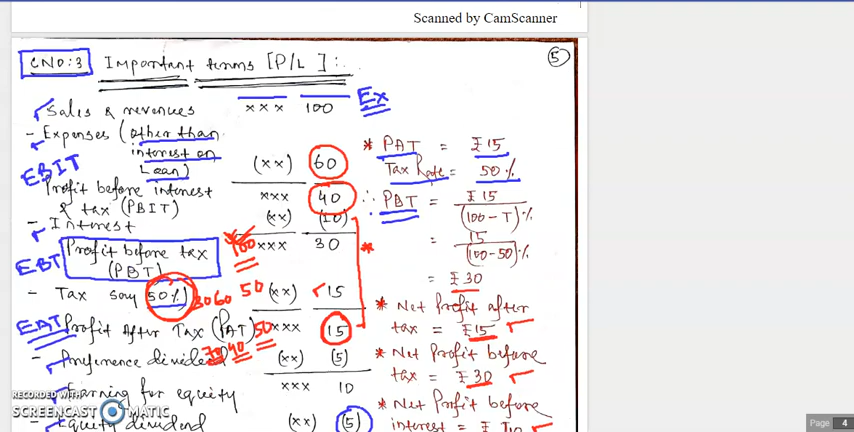 Scanned by CamScanner
5
CNO:3 Important terms [P/L]:-
Sales & revenues xxx 100 Ex
- Expenses (other than
interest on
Loan) (xx) 60
EBIT
Profit before interest
& tax (PBIT) xxx 40
- Interest (xx) (10)
EBT Profit before tax
(PBT) 100 xxx 30
- Tax say 50%) 30 60 50 (xx) 15
EAT Profit After Tax (PAT) 50 xxx 15
70 40
- Preference dividend (xx) (5)
Earning for equity xxx 10
- Equity dividend (xx) (5)
* PAT = ₹15
Tax Rate = 50%
∴ PBT = ₹15
(100-T)%
= 15
(100-50)%
= ₹30
* Net Profit after
tax = ₹15
* Net Profit before
tax = ₹30
* Net Profit before
interest = ₹
RECORDED WITH
SCREENCAST MATIC
Page 4